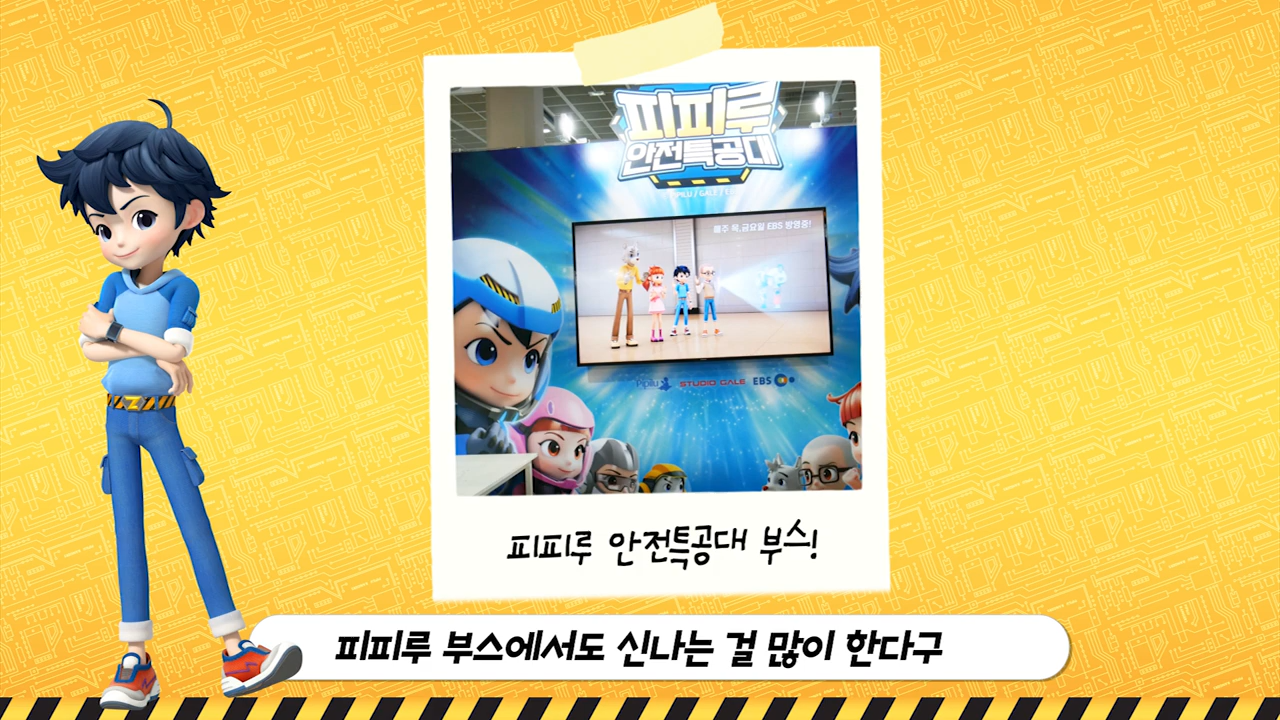 피피루
안전특공대
매주 목,금요일 EBS 방영중!
Pipilu
STUDIO GALE
EBS
피피루 안전특공대 부스!
피피루 부스에서도 신나는 걸 많이 한다구